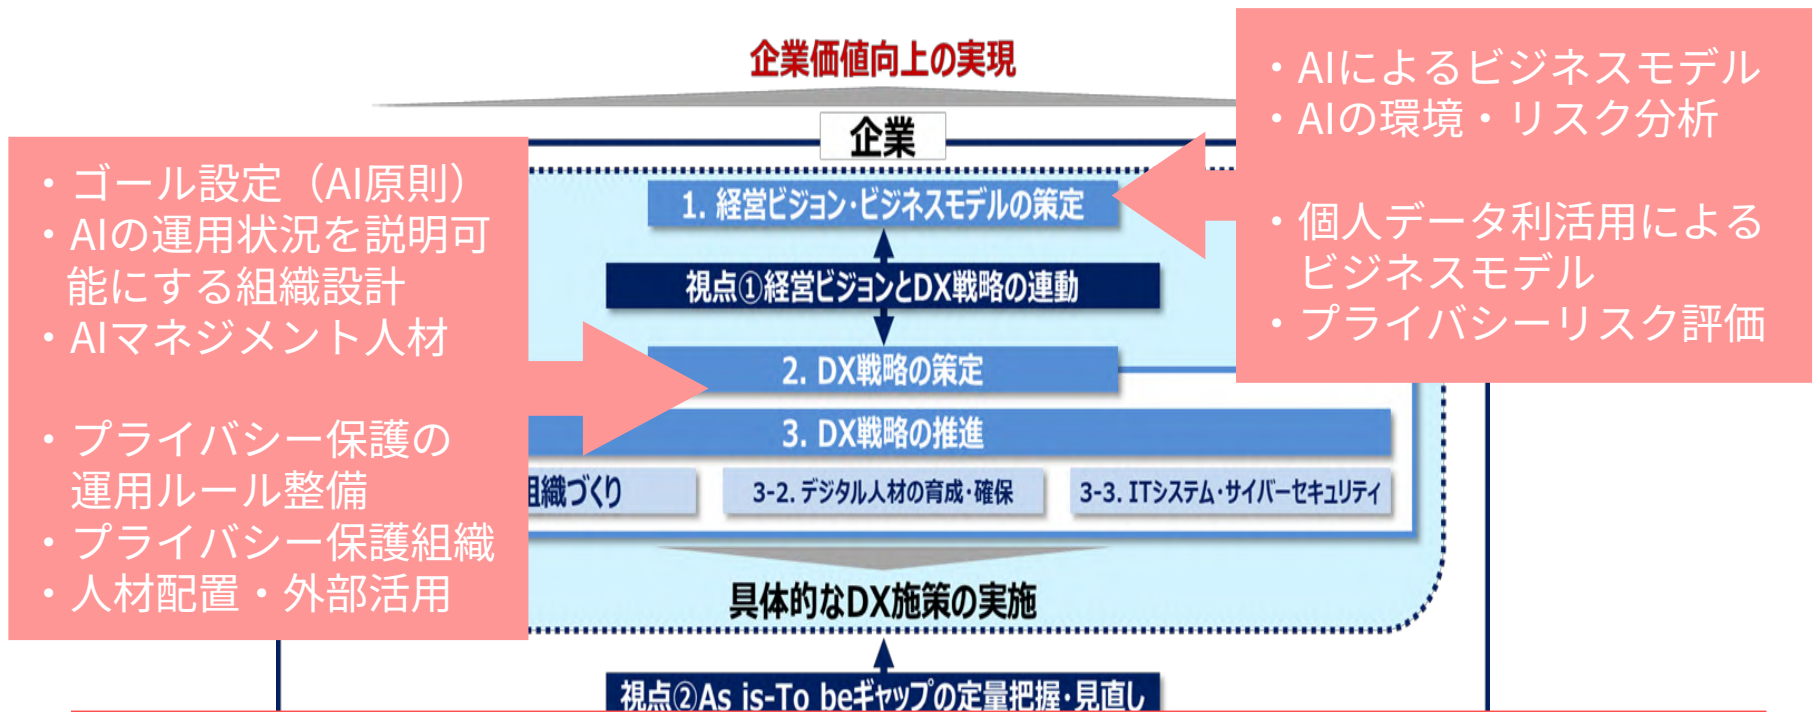 企業価値向上の実現
企業
・AIによるビジネスモデル
・AIの環境・リスク分析
・個人データ利活用による
ビジネスモデル
・プライバシーリスク評価
・ゴール設定（AI原則）
・AIの運用状況を説明可
能にする組織設計
・AIマネジメント人材
・プライバシー保護の
運用ルール整備
・プライバシー保護組織
・人材配置・外部活用
1. 経営ビジョン・ビジネスモデルの策定
視点①経営ビジョンとDX戦略の連動
2. DX戦略の策定
3. DX戦略の推進
織づくり
3-2. デジタル人材の育成・確保
3-3. ITシステム・サイバーセキュリティ
具体的なDX施策の実施
視点②As is-To beギャップの定量把握・見直し